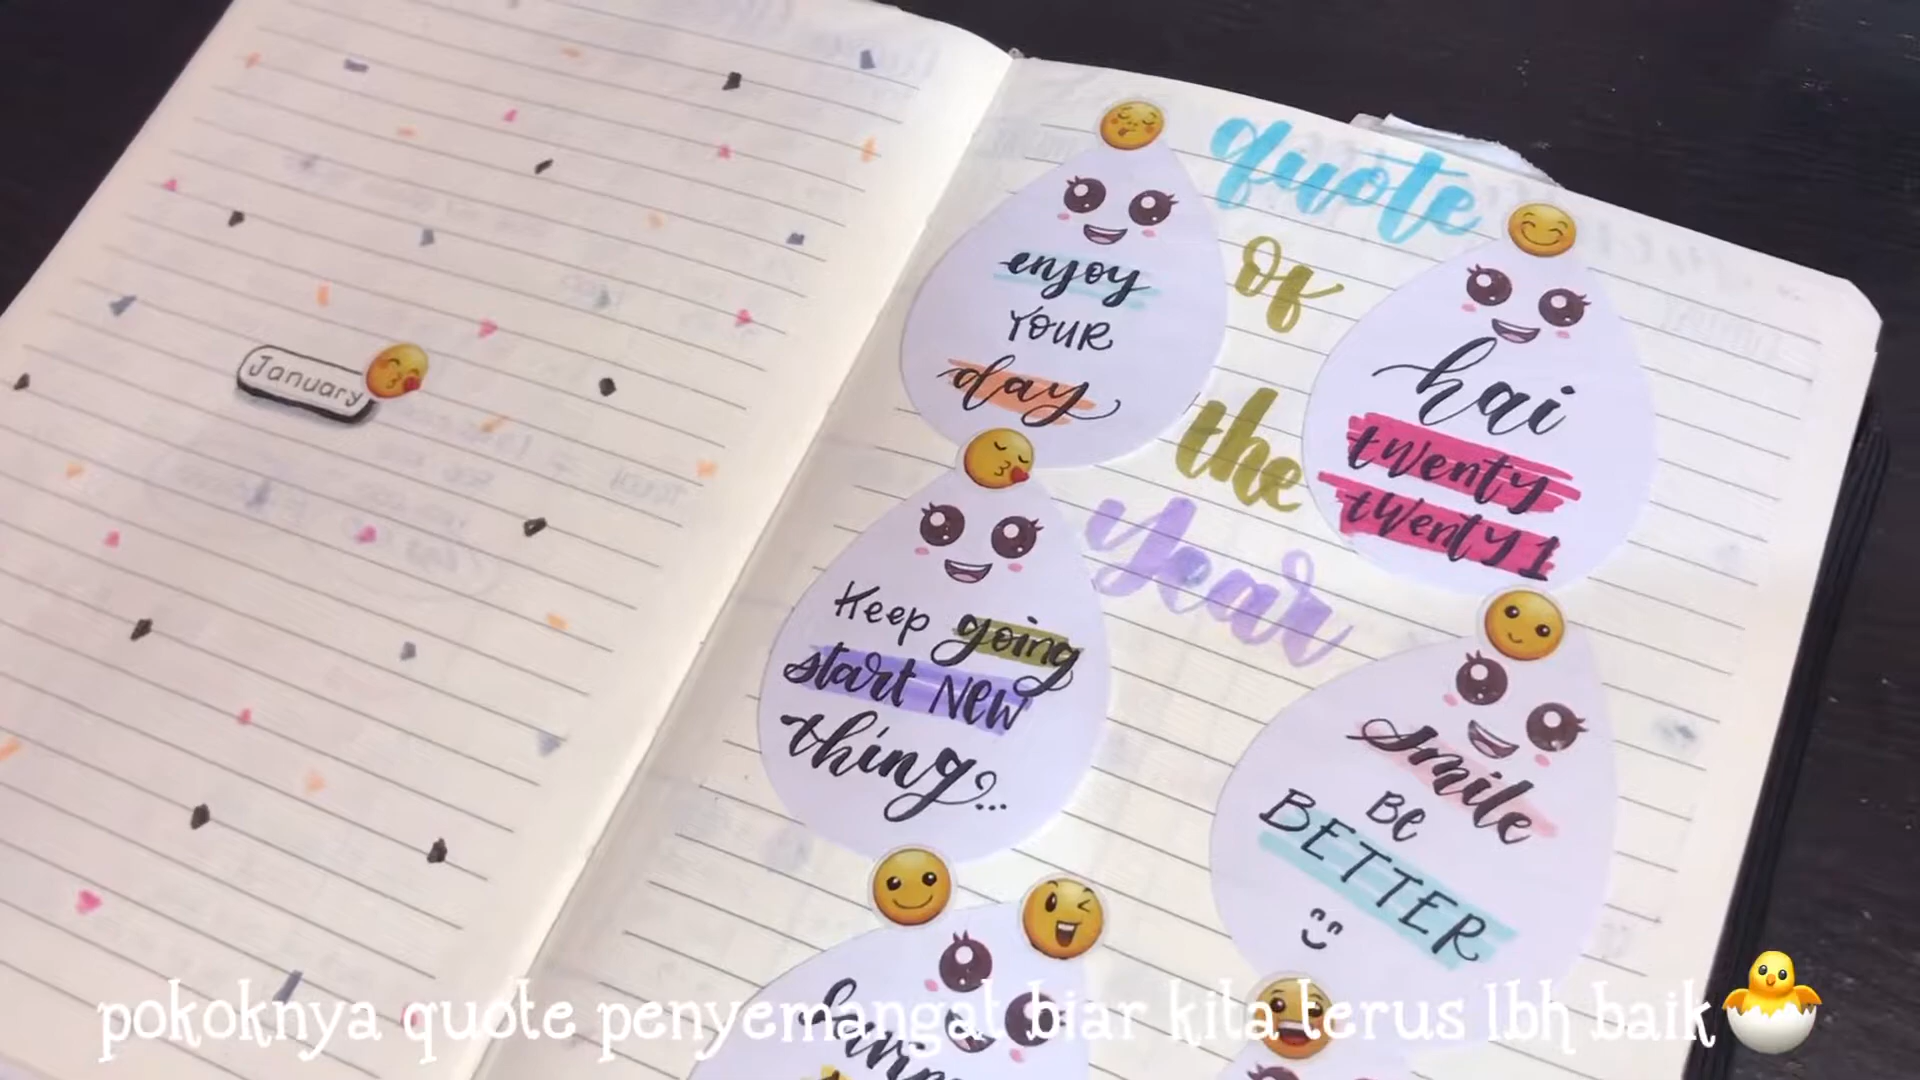 January
quote
of
the
year
enjoy
YOUR
day
hai
twenty
twenty 1
Keep going
start New
thing...
Smile
Be
BETTER
pokoknya quote penyemangat biar kita terus lbh baik